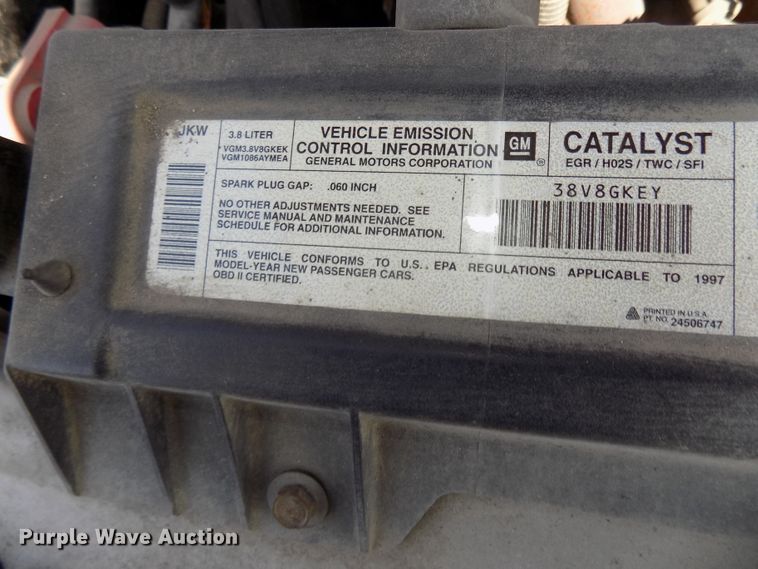 JKW
3.8 LITER
* VGM3.8V8GKEK
VGM1086AYMEA
VEHICLE EMISSION
CONTROL INFORMATION
GENERAL MOTORS CORPORATION
GM
®
CATALYST
EGR / H02S / TWC / SFI
SPARK PLUG GAP: .060 INCH
NO OTHER ADJUSTMENTS NEEDED. SEE
SERVICE MANUAL AND MAINTENANCE
SCHEDULE FOR ADDITIONAL INFORMATION.
38V8GKEY
THIS VEHICLE CONFORMS TO U.S. EPA REGULATIONS APPLICABLE TO 1997
MODEL-YEAR NEW PASSENGER CARS.
OBD II CERTIFIED.
PRINTED IN U.S.A.
PT. NO. 24506747
Purple Wave Auction